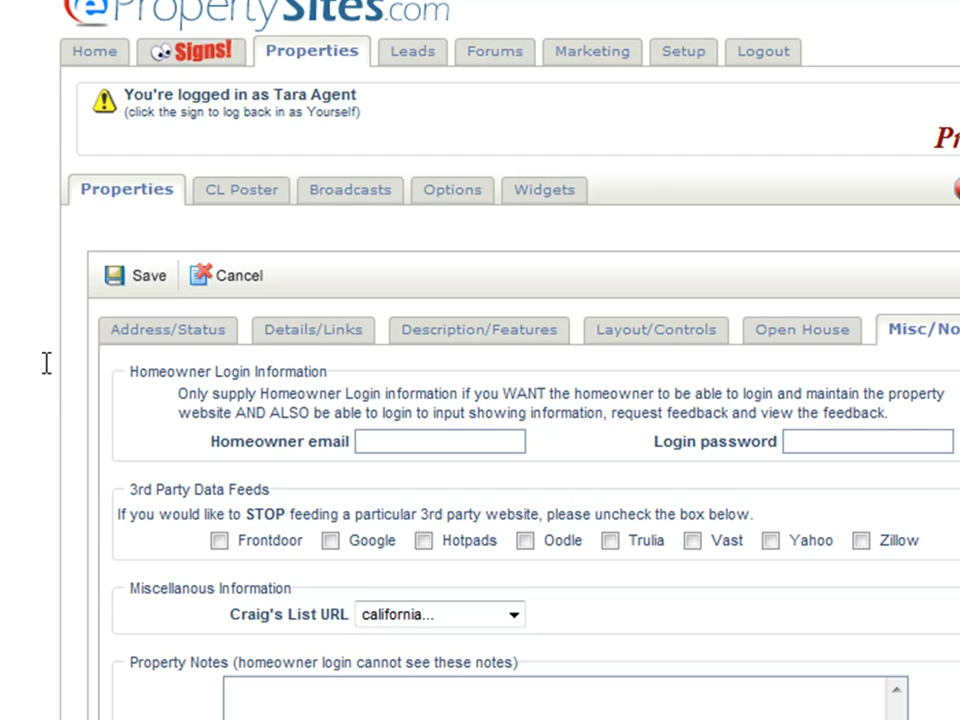 ePropertySites.com
Home Signs! Properties Leads Forums Marketing Setup Logout
You're logged in as Tara Agent
(click the sign to log back in as Yourself)
Properties CL Poster Broadcasts Options Widgets
Save Cancel
Address/Status Details/Links Description/Features Layout/Controls Open House Misc/No
Homeowner Login Information
Only supply Homeowner Login information if you WANT the homeowner to be able to login and maintain the property
website AND ALSO be able to login to input showing information, request feedback and view the feedback.
Homeowner email Login password
3rd Party Data Feeds
If you would like to STOP feeding a particular 3rd party website, please uncheck the box below.
Frontdoor Google Hotpads Oodle Trulia Vast Yahoo Zillow
Miscellanous Information
Craig's List URL california...
Property Notes (homeowner login cannot see these notes)